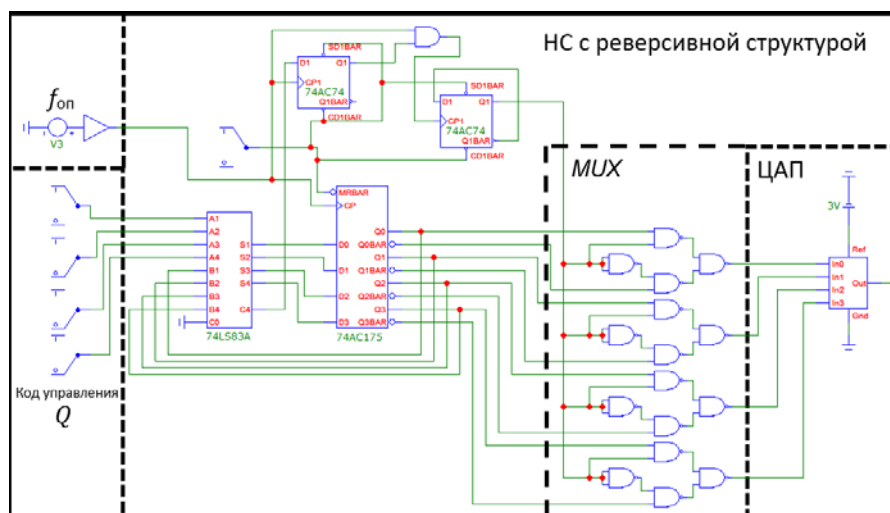 НС с реверсивной структурой
fоп
V3
SD1BAR
D1 Q1
CP1
74AC74
Q1BAR
CD1BAR
SD1BAR
D1 Q1
CP1
74AC74
Q1BAR
CD1BAR
MUX
ЦАП
3V
Ref
In0
In1
In2
In3
Out
Gnd
MRBAR
CP
A1
A2
A3
A4
B1
B2
B3
B4
C0
S1
S2
S3
S4
C4
74LS83A
D0
D1
D2
D3
Q0
Q0BAR
Q1
Q1BAR
Q2
Q2BAR
Q3
Q3BAR
74AC175
Код управления
Q